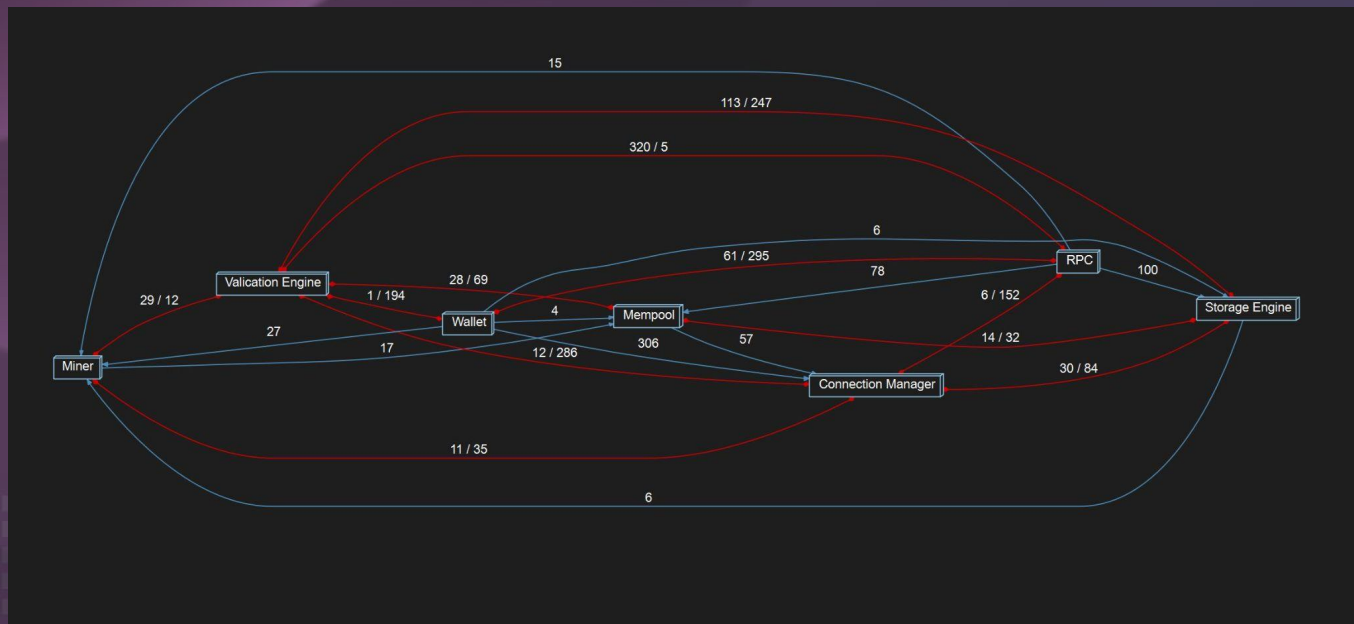 15
113 / 247
320 / 5
6
61 / 295
RPC
78
100
Valication Engine
28 / 69
1 / 194
29 / 12
6 / 152
Storage Engine
Wallet
4
Mempool
27
17
12 / 286
306
57
14 / 32
Miner
30 / 84
Connection Manager
11 / 35
6